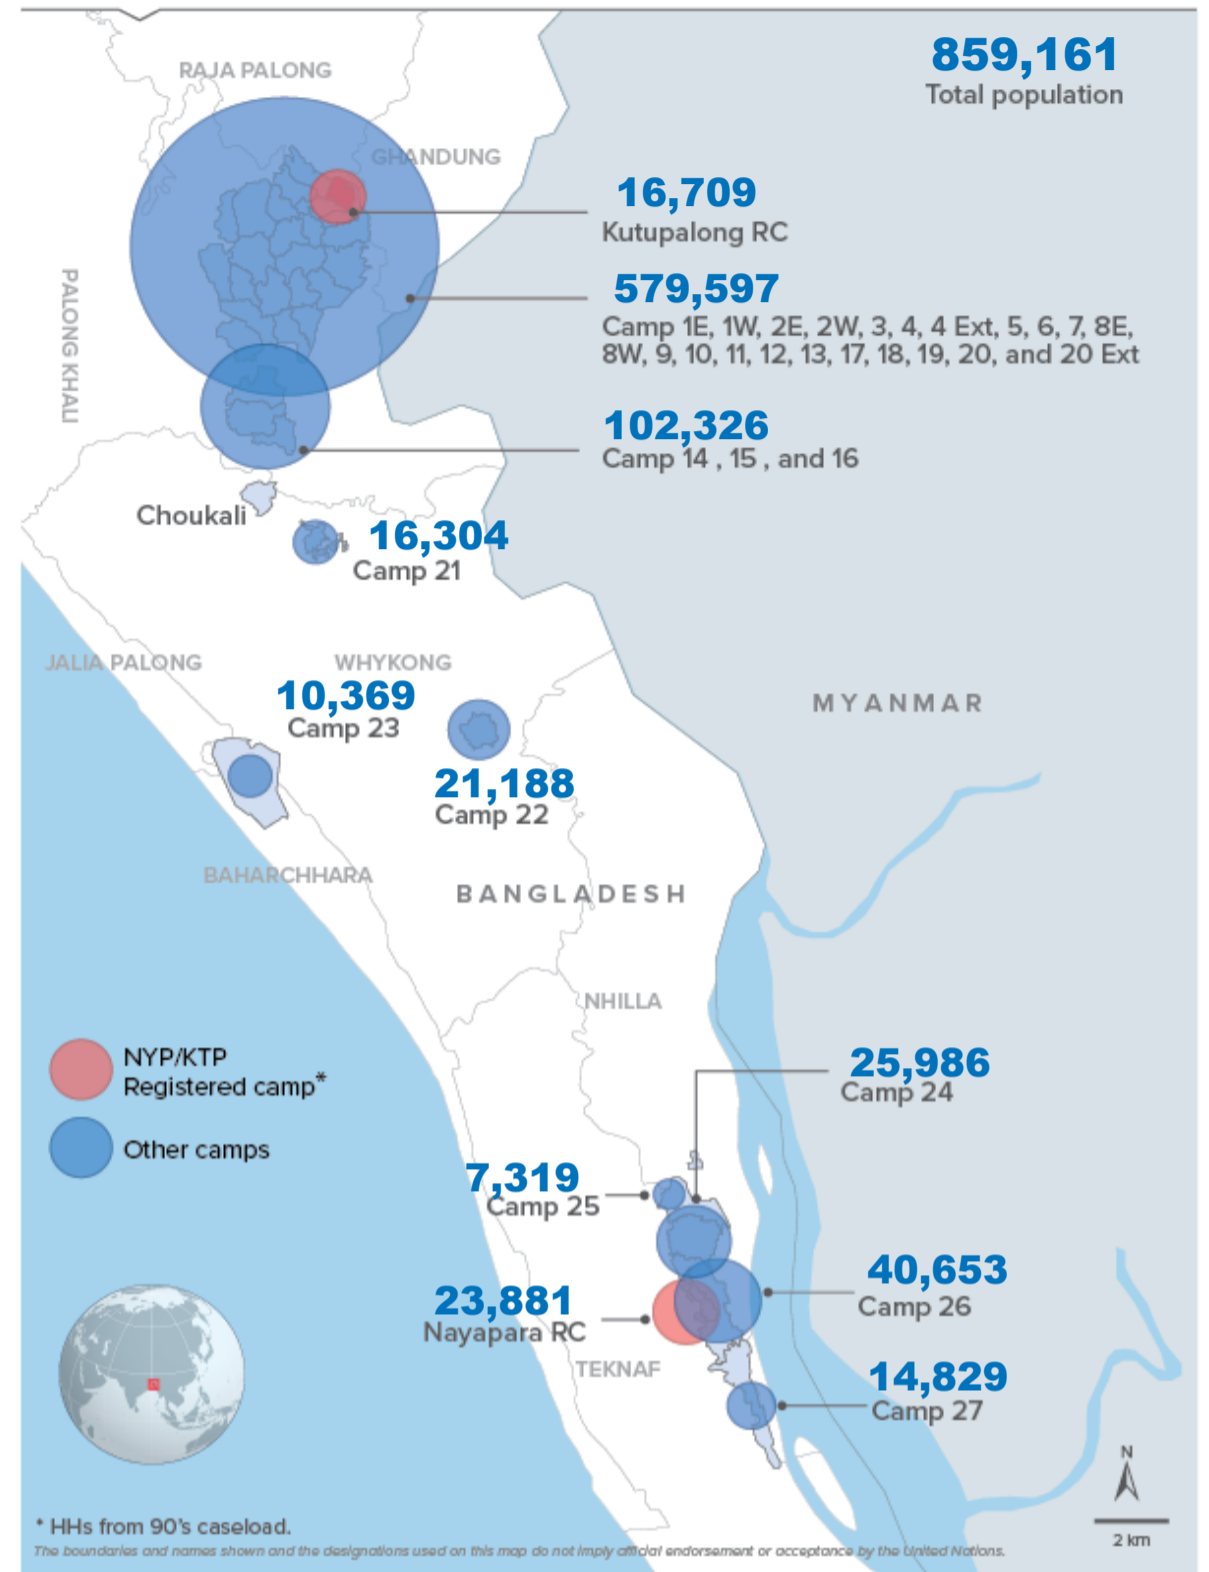 859,161
Total population
RAJA PALONG
GHANDUNG
16,709
Kutupalong RC
579,597
Camp 1E, 1W, 2E, 2W, 3, 4, 4 Ext, 5, 6, 7, 8E,
8W, 9, 10, 11, 12, 13, 17, 18, 19, 20, and 20 Ext
PALONG KHALI
102,326
Camp 14 , 15 , and 16
Choukali
16,304
Camp 21
JALIA PALONG
WHYKONG
10,369
Camp 23
MYANMAR
21,188
Camp 22
BAHARCHHARA
BANGLADESH
NHILLA
NYP/KTP
Registered camp*
Other camps
25,986
Camp 24
7,319
Camp 25
40,653
Camp 26
23,881
Nayapara RC
TEKNAF
14,829
Camp 27
N
2 km
* HHs from 90's caseload.
The boundaries and names shown and the designations used on this map do not imply official endorsement or acceptance by the United Nations.